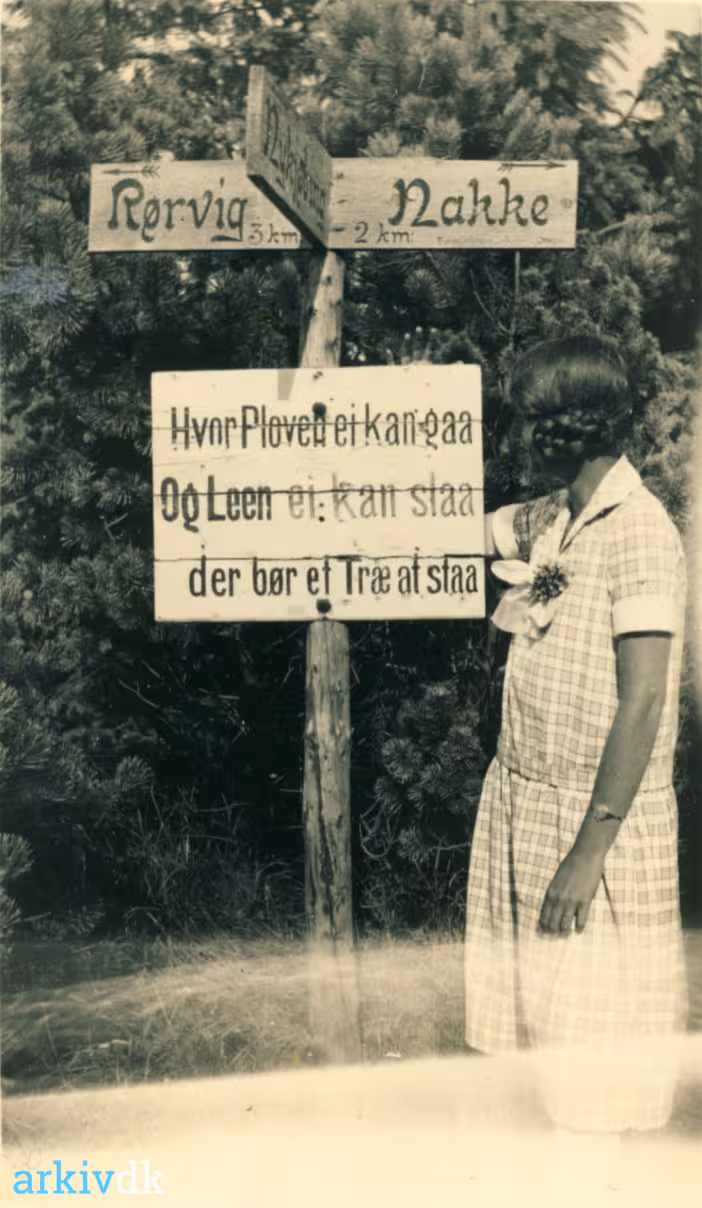 Rørvig 3 km
Nakke 2 km:
Hvor Ploven ei kan gaa
Og Leen ei kan staa
der bør et Træ at staa
arkivdk